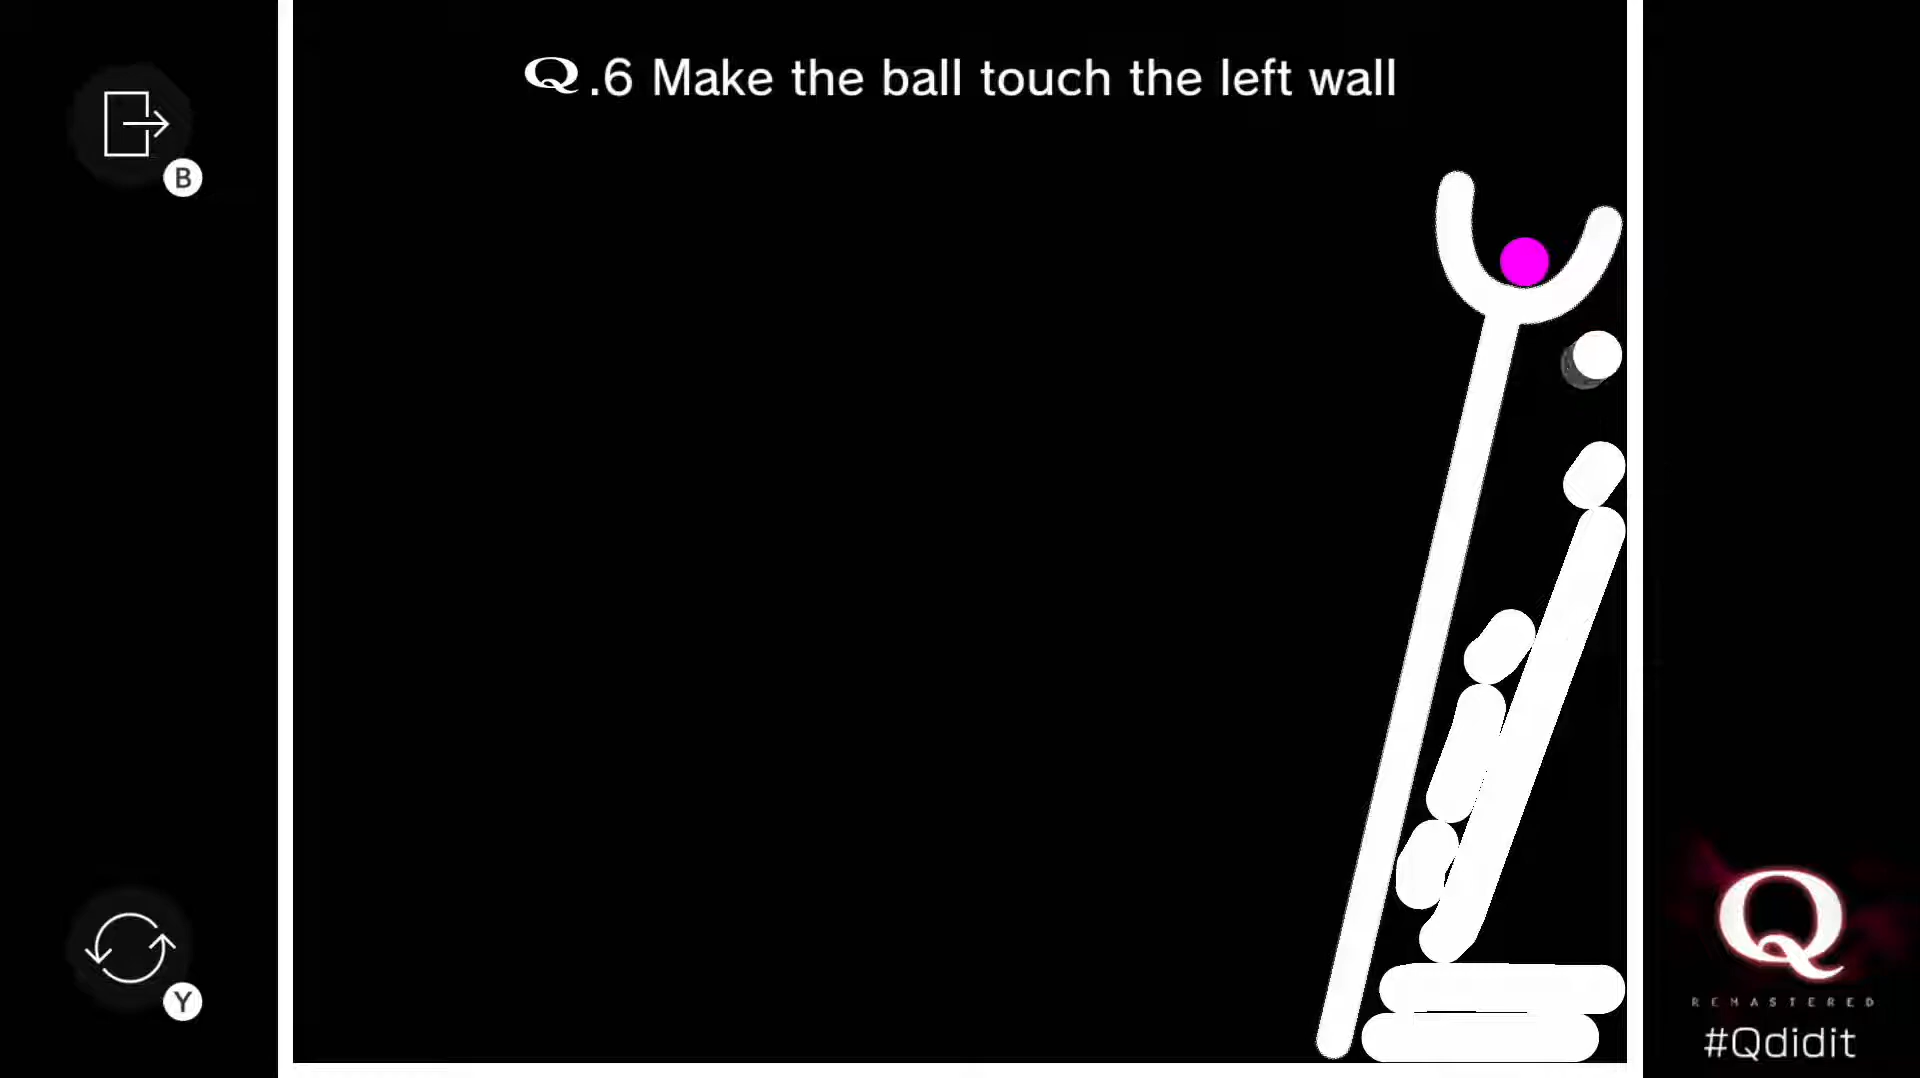 Q.6 Make the ball touch the left wall
B
Y
Q
REMASTERED
#Qdidit